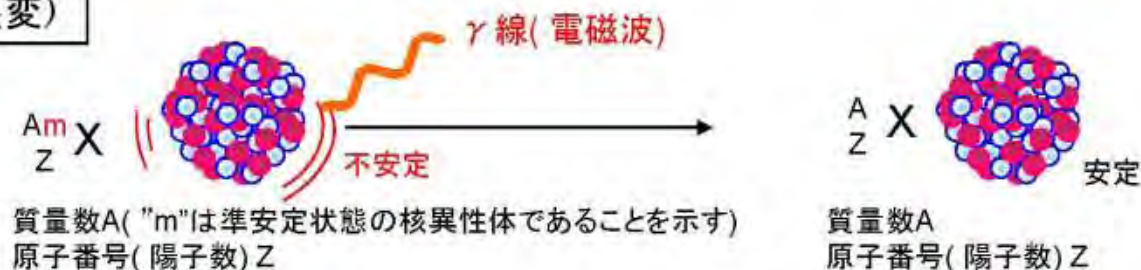 変)
γ線( 電磁波)
Am
Z X
不安定
A
Z X
安定
質量数A( "m"は準安定状態の核異性体であることを示す)
原子番号( 陽子数) Z
質量数A
原子番号( 陽子数) Z